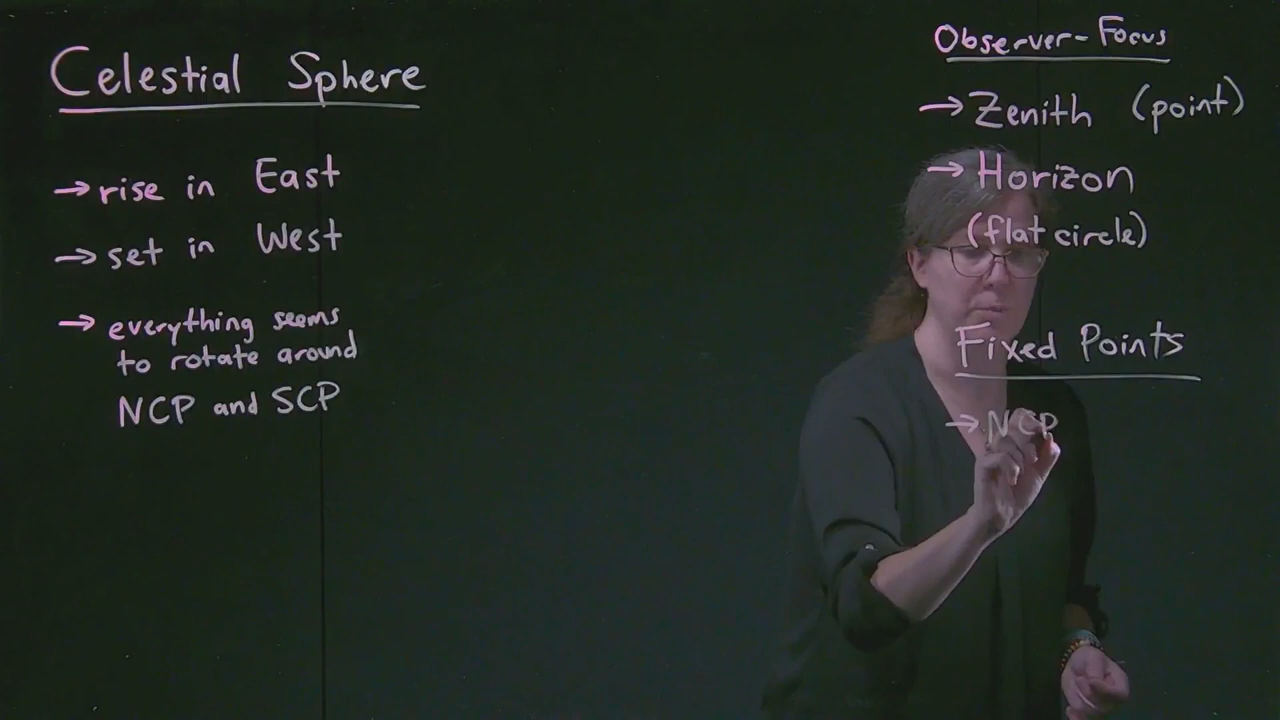 Celestial Sphere
→ rise in East
→ set in West
→ everything seems
to rotate around
NCP and SCP
Observer-Focus
→ Zenith (point)
→ Horizon
(flat circle)
Fixed Points
→ NCP